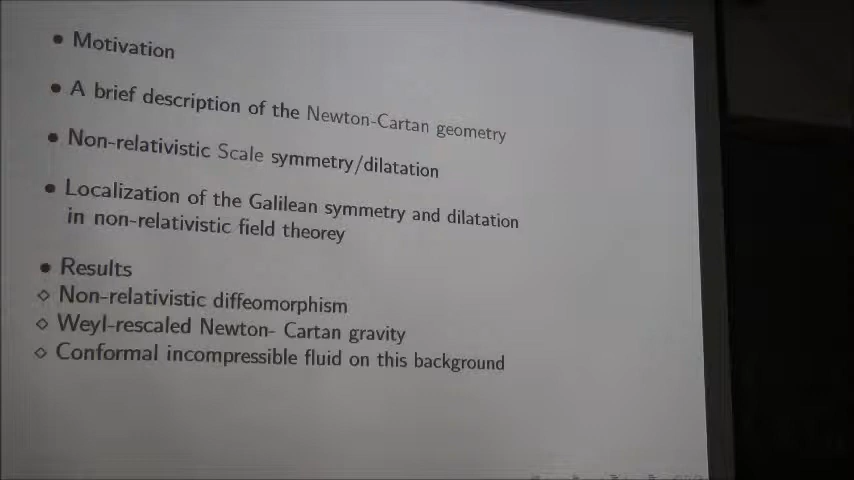 • Motivation
• A brief description of the Newton-Cartan geometry
• Non-relativistic Scale symmetry/dilatation
• Localization of the Galilean symmetry and dilatation
in non-relativistic field theorey
• Results
◇ Non-relativistic diffeomorphism
◇ Weyl-rescaled Newton- Cartan gravity
◇ Conformal incompressible fluid on this background